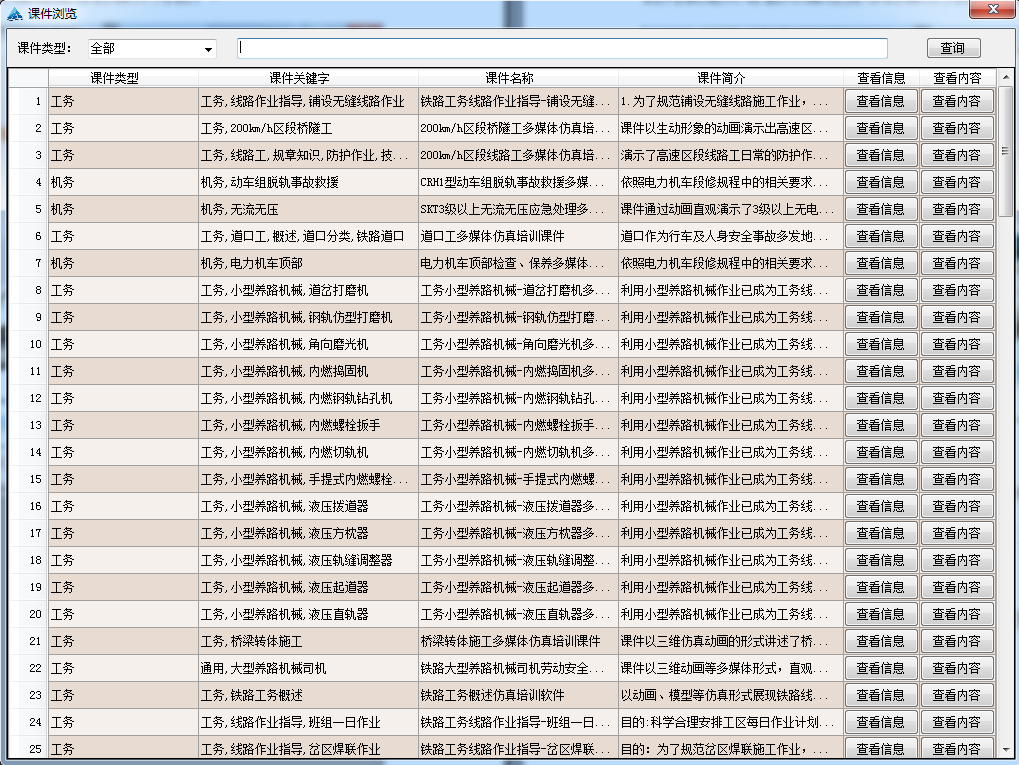 课件浏览
课件类型： 全部 查询
课件类型 课件关键字 课件名称 课件简介 查看信息 查看内容
1 工务 工务,线路作业指导,铺设无缝线路作业 铁路工务线路作业指导-铺设无缝... 1.为了规范铺设无缝线路施工作业，... 查看信息 查看内容
2 工务 工务,200km/h区段桥隧工 200km/h区段桥隧工多媒体仿真培... 课件以生动形象的动画演示出高速区... 查看信息 查看内容
3 工务 工务,线路工,规章知识,防护作业,技... 200km/h区段线路工多媒体仿真培... 演示了高速区段线路工日常的防护作... 查看信息 查看内容
4 机务 机务,动车组脱轨事故救援 CRH1型动车组脱轨事故救援多媒... 依照电力机车段修规程中的相关要求... 查看信息 查看内容
5 机务 机务,无流无压 SKT3级以上无流无压应急处理多... 课件通过动画直观演示了3级以上无电... 查看信息 查看内容
6 工务 工务,道口工,概述,道口分类,铁路道口 道口工多媒体仿真培训课件 道口作为行车及人身安全事故多发地... 查看信息 查看内容
7 机务 机务,电力机车顶部 电力机车顶部检查、保养多媒体... 依照电力机车段修规程中的相关要求... 查看信息 查看内容
8 工务 工务,小型养路机械,道岔打磨机 工务小型养路机械-道岔打磨机多... 利用小型养路机械作业已成为工务线... 查看信息 查看内容
9 工务 工务,小型养路机械,钢轨仿型打磨机 工务小型养路机械-钢轨仿型打磨... 利用小型养路机械作业已成为工务线... 查看信息 查看内容
10 工务 工务,小型养路机械,角向磨光机 工务小型养路机械-角向磨光机多... 利用小型养路机械作业已成为工务线... 查看信息 查看内容
11 工务 工务,小型养路机械,内燃捣固机 工务小型养路机械-内燃捣固机多... 利用小型养路机械作业已成为工务线... 查看信息 查看内容
12 工务 工务,小型养路机械,内燃钢轨钻孔机 工务小型养路机械-内燃钢轨钻孔... 利用小型养路机械作业已成为工务线... 查看信息 查看内容
13 工务 工务,小型养路机械,内燃螺栓扳手 工务小型养路机械-内燃螺栓扳手... 利用小型养路机械作业已成为工务线... 查看信息 查看内容
14 工务 工务,小型养路机械,内燃切轨机 工务小型养路机械-内燃切轨机多... 利用小型养路机械作业已成为工务线... 查看信息 查看内容
15 工务 工务,小型养路机械,手提式内燃螺栓... 工务小型养路机械-手提式内燃螺... 利用小型养路机械作业已成为工务线... 查看信息 查看内容
16 工务 工务,小型养路机械,液压拨道器 工务小型养路机械-液压拨道器多... 利用小型养路机械作业已成为工务线... 查看信息 查看内容
17 工务 工务,小型养路机械,液压方枕器 工务小型养路机械-液压方枕器多... 利用小型养路机械作业已成为工务线... 查看信息 查看内容
18 工务 工务,小型养路机械,液压轨缝调整器 工务小型养路机械-液压轨缝调整... 利用小型养路机械作业已成为工务线... 查看信息 查看内容
19 工务 工务,小型养路机械,液压起道器 工务小型养路机械-液压起道器多... 利用小型养路机械作业已成为工务线... 查看信息 查看内容
20 工务 工务,小型养路机械,液压直轨器 工务小型养路机械-液压直轨器多... 利用小型养路机械作业已成为工务线... 查看信息 查看内容
21 工务 工务,桥梁转体施工 桥梁转体施工多媒体仿真培训课件 课件以三维仿真动画的形式讲述了桥... 查看信息 查看内容
22 工务 通用,大型养路机械司机 铁路大型养路机械司机劳动安全... 课件以三维动画等多媒体形式，直观... 查看信息 查看内容
23 工务 工务,铁路工务概述 铁路工务概述仿真培训软件 以动画、模型等仿真形式展现铁路线... 查看信息 查看内容
24 工务 工务,线路作业指导,班组一日作业 铁路工务线路作业指导-班组一日... 目的:科学合理安排工区每日作业计划... 查看信息 查看内容
25 工务 工务,线路作业指导,岔区焊联作业 铁路工务线路作业指导-岔区焊联... 目的：为了规范岔区焊联施工作业，... 查看信息 查看内容